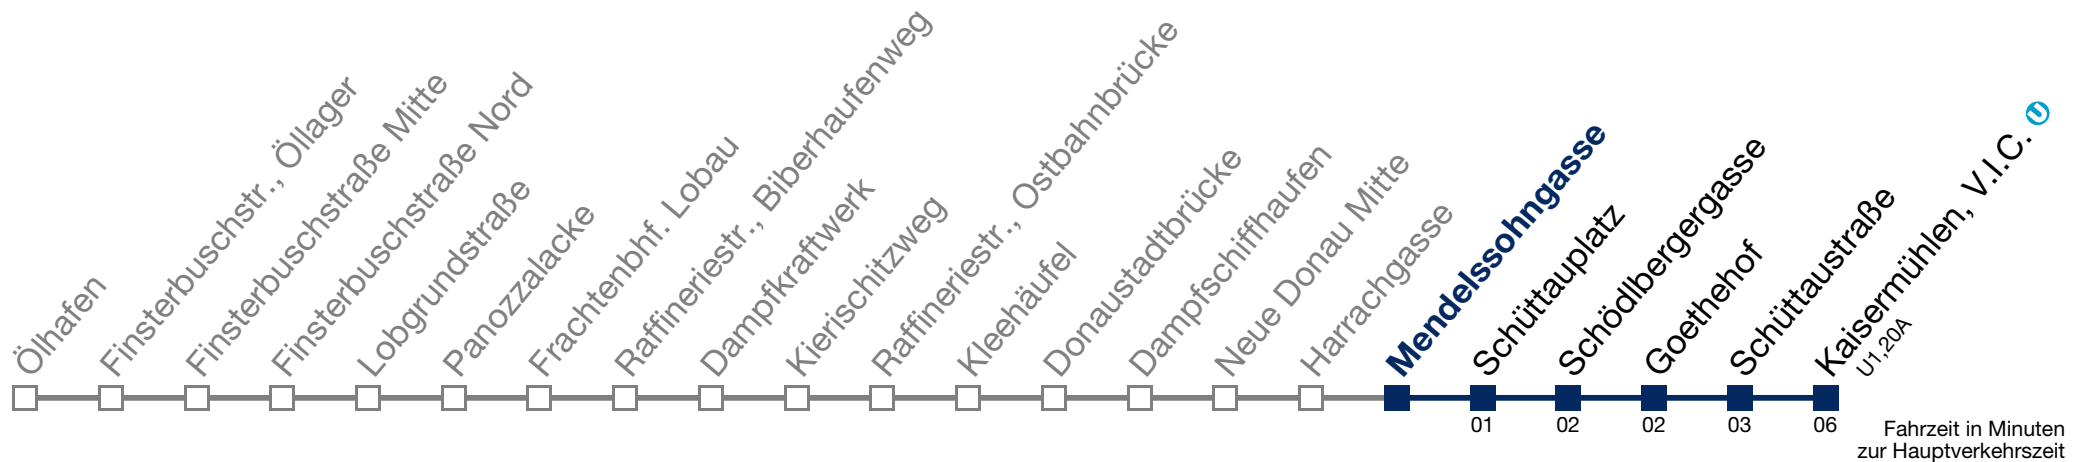 Ölhafen
Finsterbuschstr., Öllager
Finsterbuschstraße Mitte
Finsterbuschstraße Nord
Lobgrundstraße
Panozzalacke
Frachtenbhf. Lobau
Raffineriestr., Biberhaufenweg
Dampfkraftwerk
Kierischitzweg
Raffineriestr., Ostbahnbrücke
Kleehäufel
Donaustadtbrücke
Dampfschiffhaufen
Neue Donau Mitte
Harrachgasse
Mendelssohngasse
Schüttauplatz
Schödlbergergasse
Goethehof
Schüttaustraße
Kaisermühlen, V.I.C. U
U1,20A
01
02
02
03
06
Fahrzeit in Minuten
zur Hauptverkehrszeit